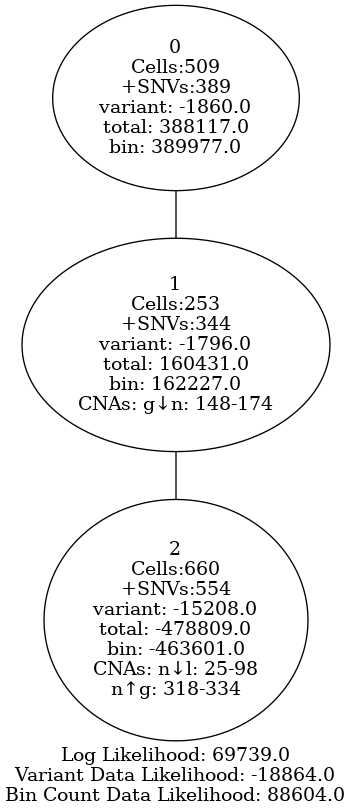 0
Cells:509
+SNVs:389
variant: -1860.0
total: 388117.0
bin: 389977.0
1
Cells:253
+SNVs:344
variant: -1796.0
total: 160431.0
bin: 162227.0
CNAs: g↓n: 148-174
2
Cells:660
+SNVs:554
variant: -15208.0
total: -478809.0
bin: -463601.0
CNAs: n↓l: 25-98
n↑g: 318-334
Log Likelihood: 69739.0
Variant Data Likelihood: -18864.0
Bin Count Data Likelihood: 88604.0